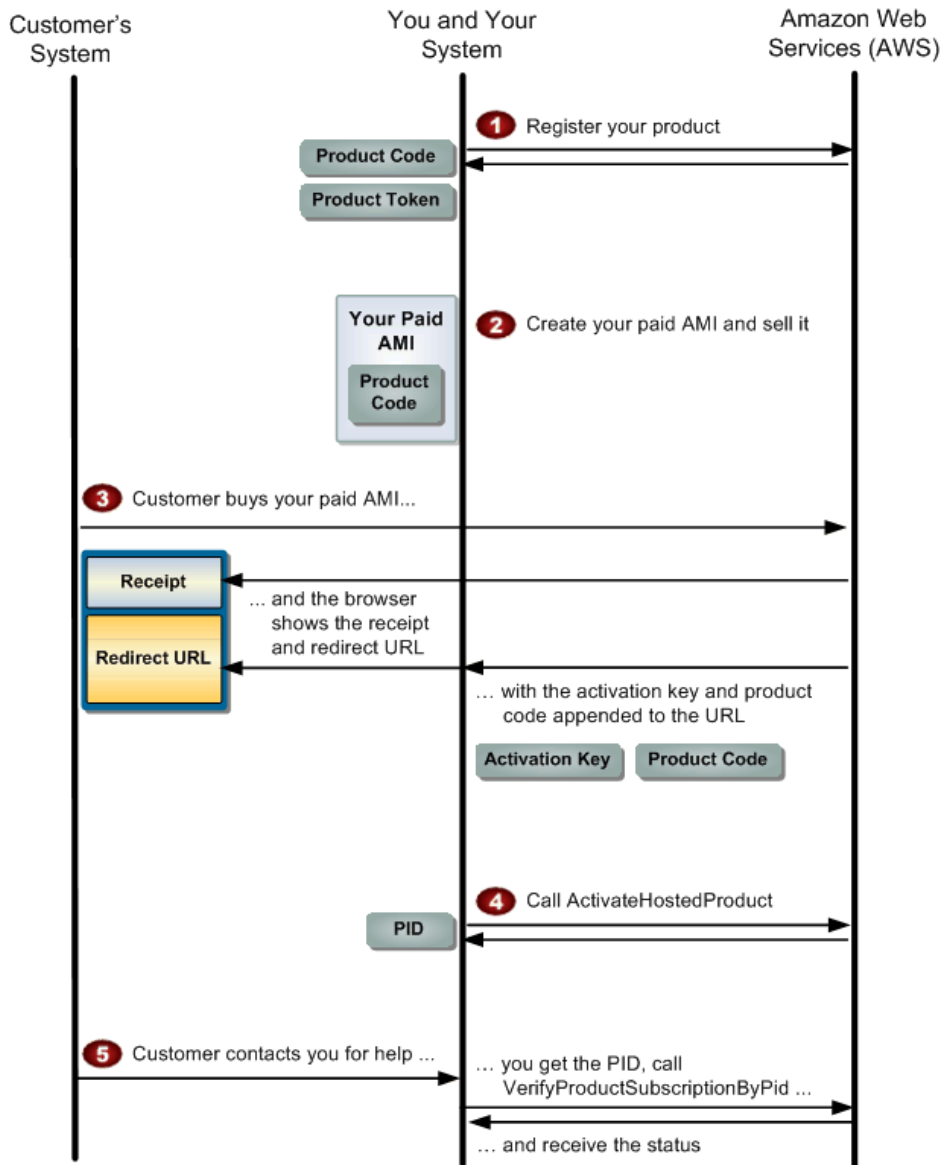 Customer's
System
You and Your
System
Amazon Web
Services (AWS)
1 Register your product
Product Code
Product Token
Your Paid
AMI
Product
Code
2 Create your paid AMI and sell it
3 Customer buys your paid AMI...
Receipt
... and the browser
shows the receipt
and redirect URL
Redirect URL
... with the activation key and product
code appended to the URL
Activation Key
Product Code
4 Call ActivateHostedProduct
PID
5 Customer contacts you for help ...
... you get the PID, call
VerifyProductSubscriptionByPid ...
... and receive the status